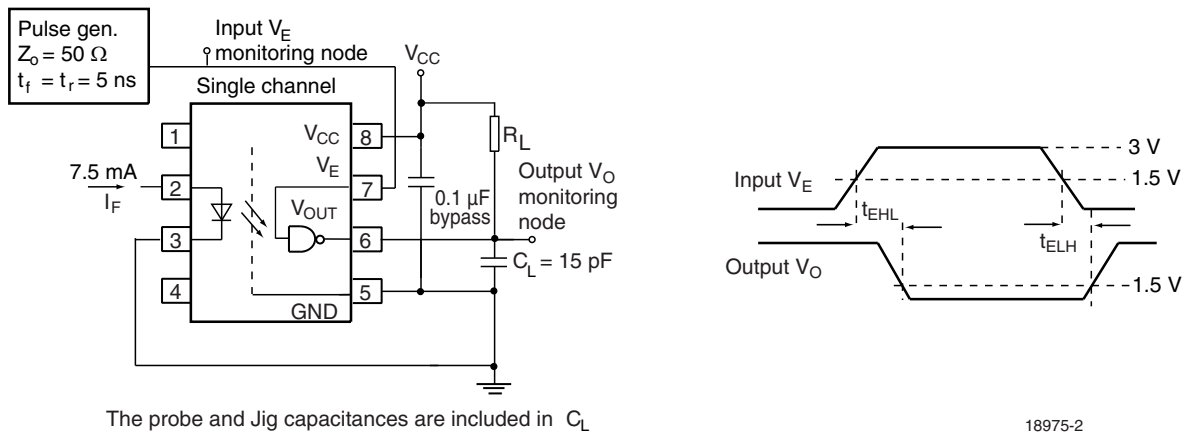 Pulse gen.
Zo = 50 Ω
tf = tr = 5 ns
Input VE
monitoring node
VCC
Single channel
1
VCC
8
RL
VE
7.5 mA
IF
2
7
Output VO
monitoring
node
0.1 µF
bypass
VOUT
3
6
CL = 15 pF
4
5
GND
The probe and Jig capacitances are included in CL
3 V
Input VE
1.5 V
tEHL
tELH
Output VO
1.5 V
18975-2